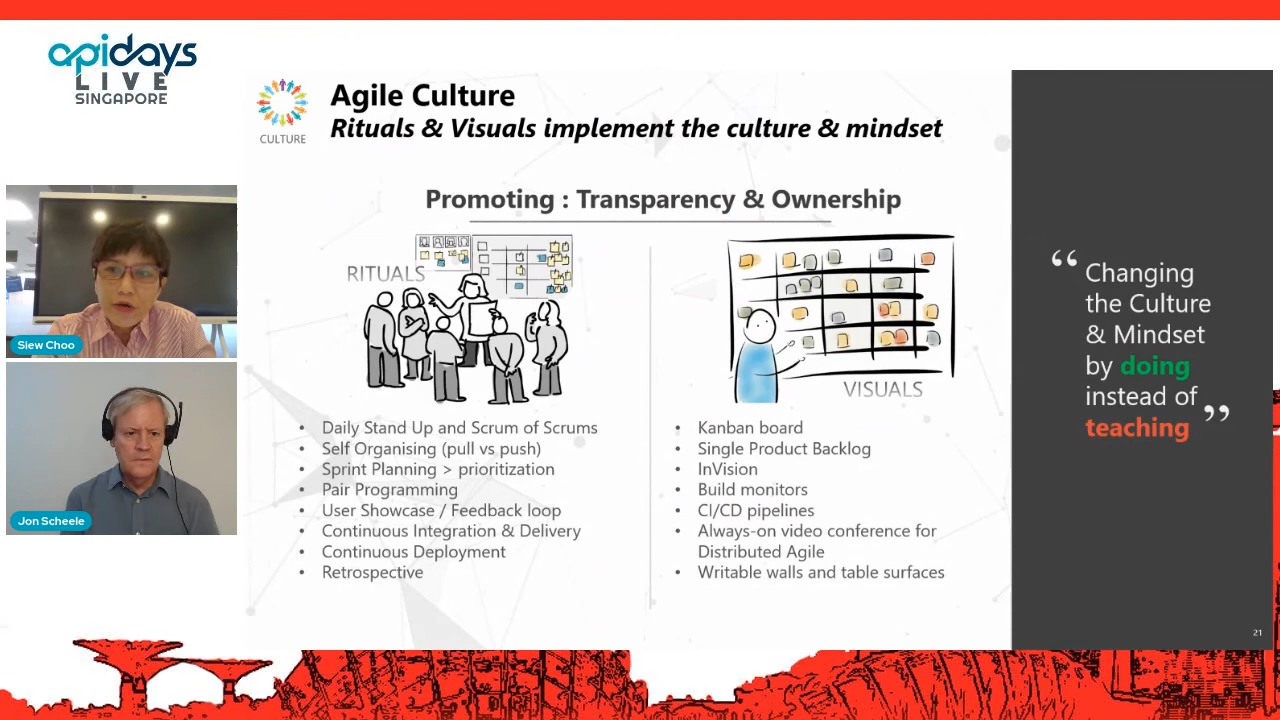 apidays
LIVE
SINGAPORE
CULTURE
Agile Culture
Rituals & Visuals implement the culture & mindset
Promoting : Transparency & Ownership
RITUALS
• Daily Stand Up and Scrum of Scrums
• Self Organising (pull vs push)
• Sprint Planning > prioritization
• Pair Programming
• User Showcase / Feedback loop
• Continuous Integration & Delivery
• Continuous Deployment
• Retrospective
VISUALS
• Kanban board
• Single Product Backlog
• InVision
• Build monitors
• CI/CD pipelines
• Always-on video conference for
Distributed Agile
• Writable walls and table surfaces
“ Changing
the Culture
& Mindset
by doing
instead of
teaching ”
21
Siew Choo
Jon Scheele